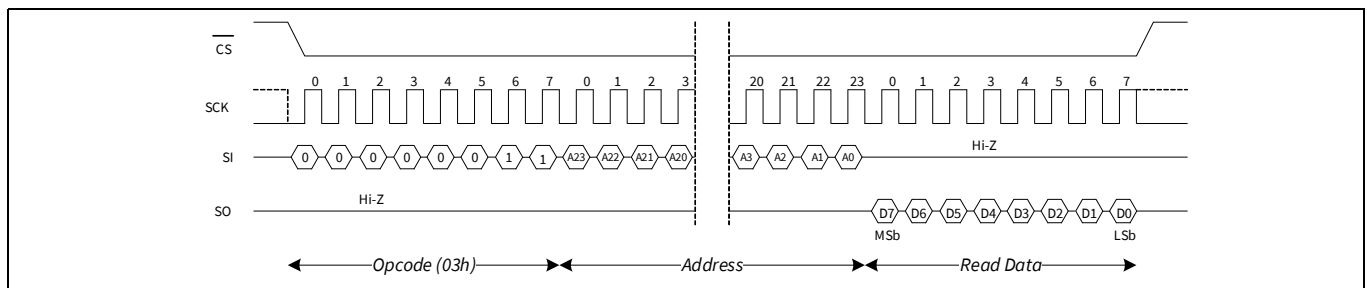 CS
0 1 2 3 4 5 6 7 0 1 2 3 20 21 22 23 0 1 2 3 4 5 6 7
SCK
Hi-Z
SI 0 0 0 0 0 0 1 1 A23 A22 A21 A20 A3 A2 A1 A0
Hi-Z
SO D7 D6 D5 D4 D3 D2 D1 D0
MSb LSb
Opcode (03h) Address Read Data